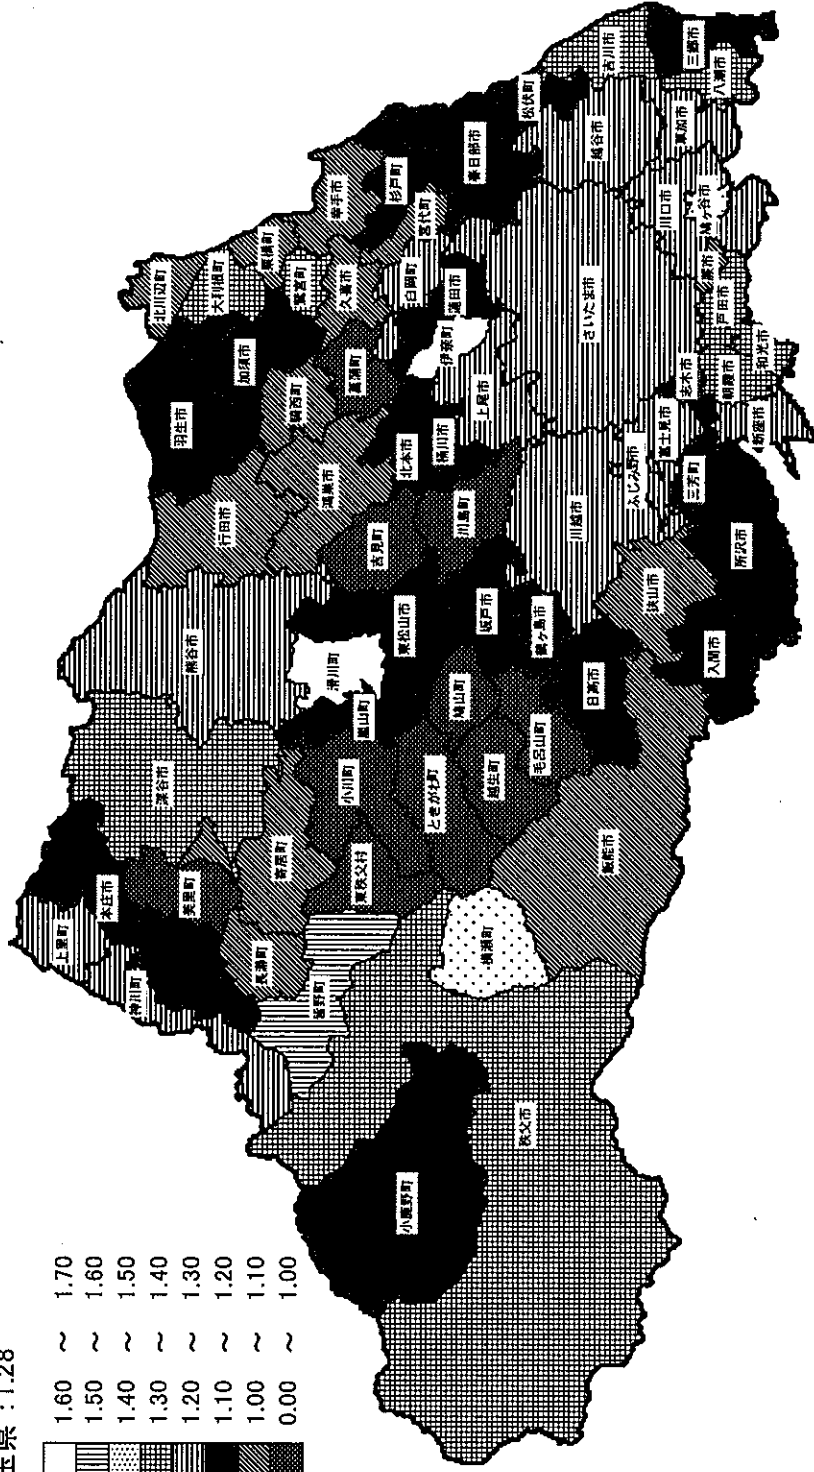 玉県：1.28
1.60 ～ 1.70
1.50 ～ 1.60
1.40 ～ 1.50
1.30 ～ 1.40
1.20 ～ 1.30
1.10 ～ 1.20
1.00 ～ 1.10
0.00 ～ 1.00
上里町
本庄市
神川町
美里町
深谷市
熊谷市
寄居町
長瀞町
皆野町
小鹿野町
秩父市
横瀬町
東秩父村
小川町
ときがわ町
嵐山町
滑川町
東松山市
鳩山町
越生町
毛呂山町
飯能市
日高市
坂戸市
鶴ヶ島市
入間市
狭山市
所沢市
三芳町
川越市
ふじみ野市
富士見市
志木市
新座市
朝霞市
和光市
戸田市
蕨市
川口市
鳩ヶ谷市
草加市
八潮市
三郷市
吉川市
越谷市
松伏町
春日部市
さいたま市
上尾市
伊奈町
蓮田市
白岡町
宮代町
杉戸町
幸手市
久喜市
鷲宮町
栗橋町
大利根町
北川辺町
加須市
羽生市
騎西町
菖蒲町
行田市
鴻巣市
北本市
桶川市
吉見町
川島町